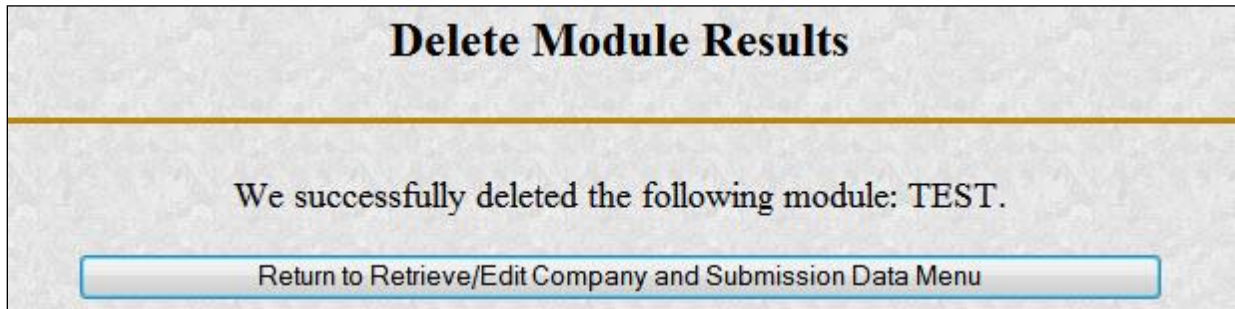 Delete Module Results
We successfully deleted the following module: TEST.
Return to Retrieve/Edit Company and Submission Data Menu